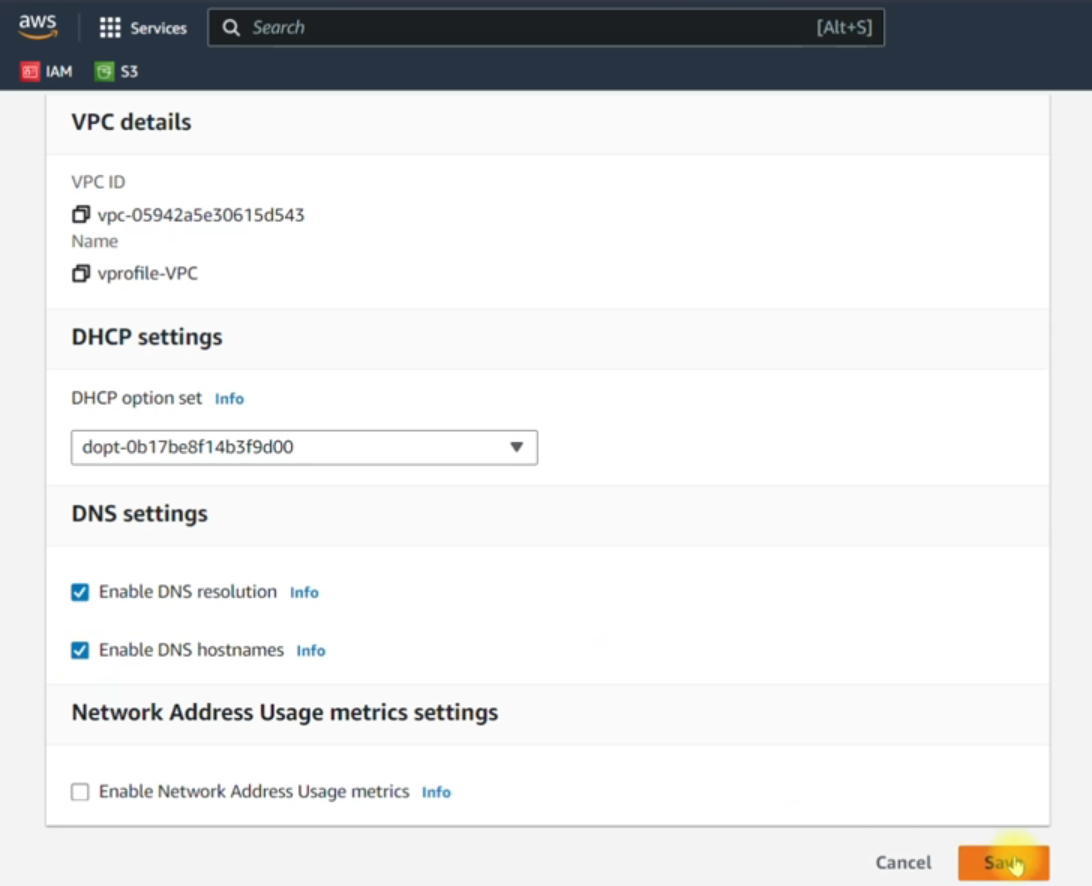 aws Services Search [Alt+S]
IAM S3
VPC details
VPC ID
vpc-05942a5e30615d543
Name
vprofile-VPC
DHCP settings
DHCP option set Info
dopt-0b17be8f14b3f9d00
DNS settings
Enable DNS resolution Info
Enable DNS hostnames Info
Network Address Usage metrics settings
Enable Network Address Usage metrics Info
Cancel Save